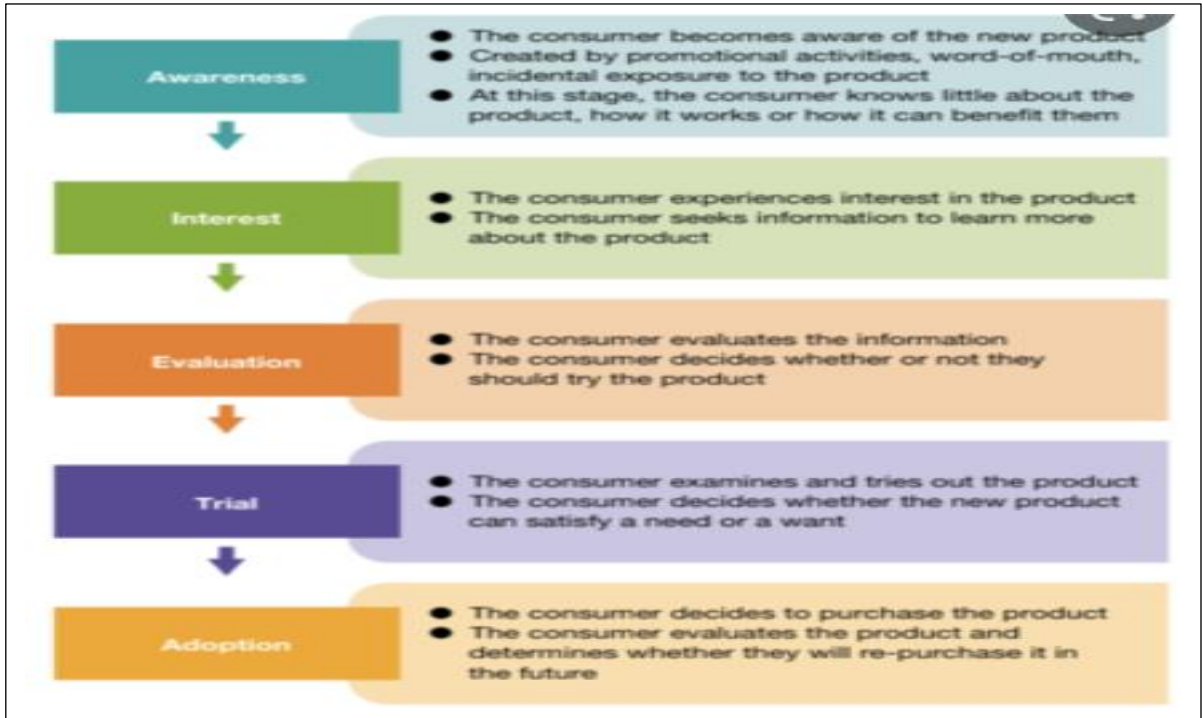 Awareness
● The consumer becomes aware of the new product
● Created by promotional activities, word-of-mouth,
incidental exposure to the product
● At this stage, the consumer knows little about the
product, how it works or how it can benefit them
Interest
● The consumer experiences interest in the product
● The consumer seeks information to learn more
about the product
Evaluation
● The consumer evaluates the information
● The consumer decides whether or not they
should try the product
Trial
● The consumer examines and tries out the product
● The consumer decides whether the new product
can satisfy a need or a want
Adoption
● The consumer decides to purchase the product
● The consumer evaluates the product and
determines whether they will re-purchase it in
the future